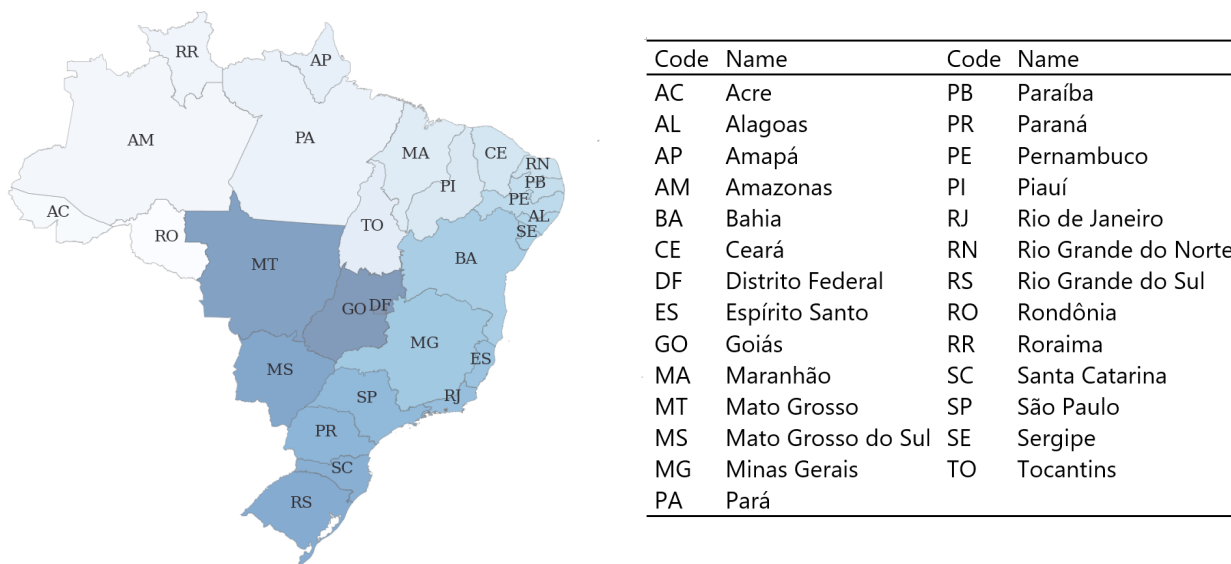 RR
AP
AM
PA
MA
CE
RN
PB
PI
PE
AL
SE
AC
TO
RO
BA
MT
GO DF
MG
ES
MS
SP
RJ
PR
SC
RS
Code Name Code Name
AC Acre PB Paraíba
AL Alagoas PR Paraná
AP Amapá PE Pernambuco
AM Amazonas PI Piauí
BA Bahia RJ Rio de Janeiro
CE Ceará RN Rio Grande do Norte
DF Distrito Federal RS Rio Grande do Sul
ES Espírito Santo RO Rondônia
GO Goiás RR Roraima
MA Maranhão SC Santa Catarina
MT Mato Grosso SP São Paulo
MS Mato Grosso do Sul SE Sergipe
MG Minas Gerais TO Tocantins
PA Pará